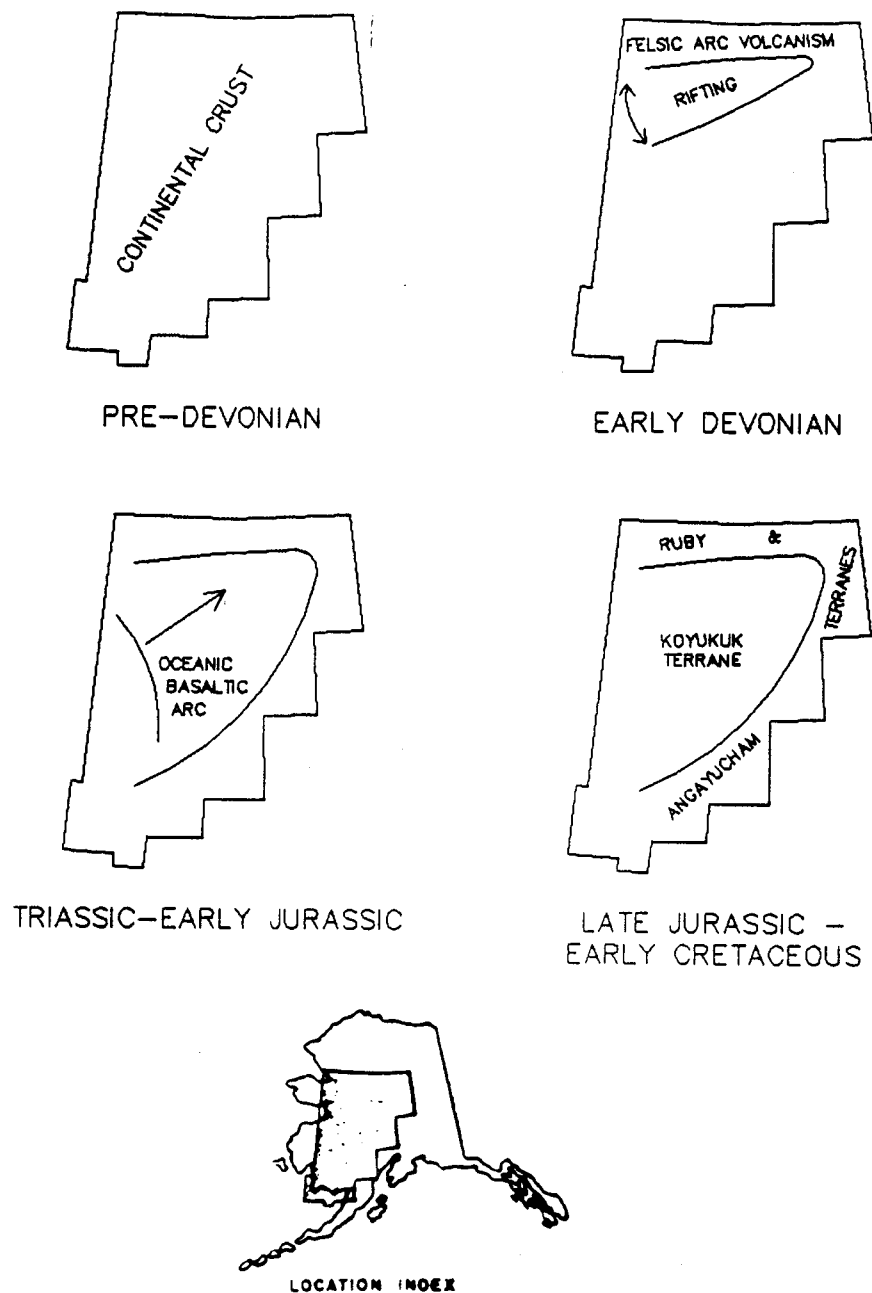 CONTINENTAL CRUST
PRE-DEVONIAN
FELSIC ARC VOLCANISM
RIFTING
EARLY DEVONIAN
OCEANIC
BASALTIC
ARC
TRIASSIC-EARLY JURASSIC
RUBY &
TERRANES
KOYUKUK
TERRANE
ANGAYUCHAM
LATE JURASSIC -
EARLY CRETACEOUS
LOCATION INDEX